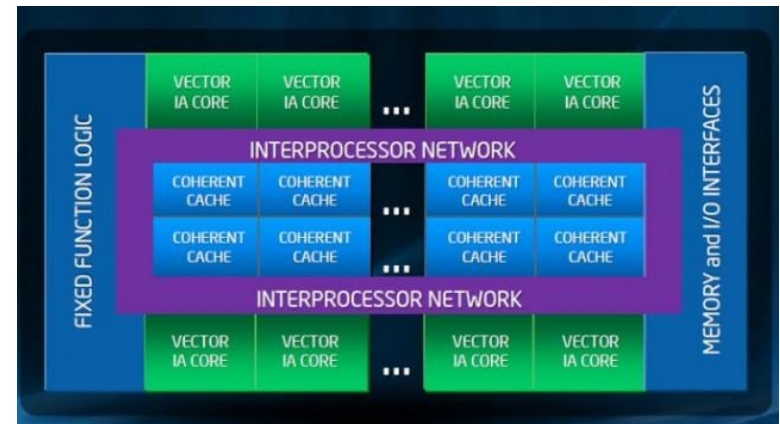 FIXED FUNCTION LOGIC
VECTOR
IA CORE
VECTOR
IA CORE
...
VECTOR
IA CORE
VECTOR
IA CORE
INTERPROCESSOR NETWORK
COHERENT
CACHE
COHERENT
CACHE
...
COHERENT
CACHE
COHERENT
CACHE
COHERENT
CACHE
COHERENT
CACHE
...
COHERENT
CACHE
COHERENT
CACHE
INTERPROCESSOR NETWORK
VECTOR
IA CORE
VECTOR
IA CORE
...
VECTOR
IA CORE
VECTOR
IA CORE
MEMORY and I/O INTERFACES